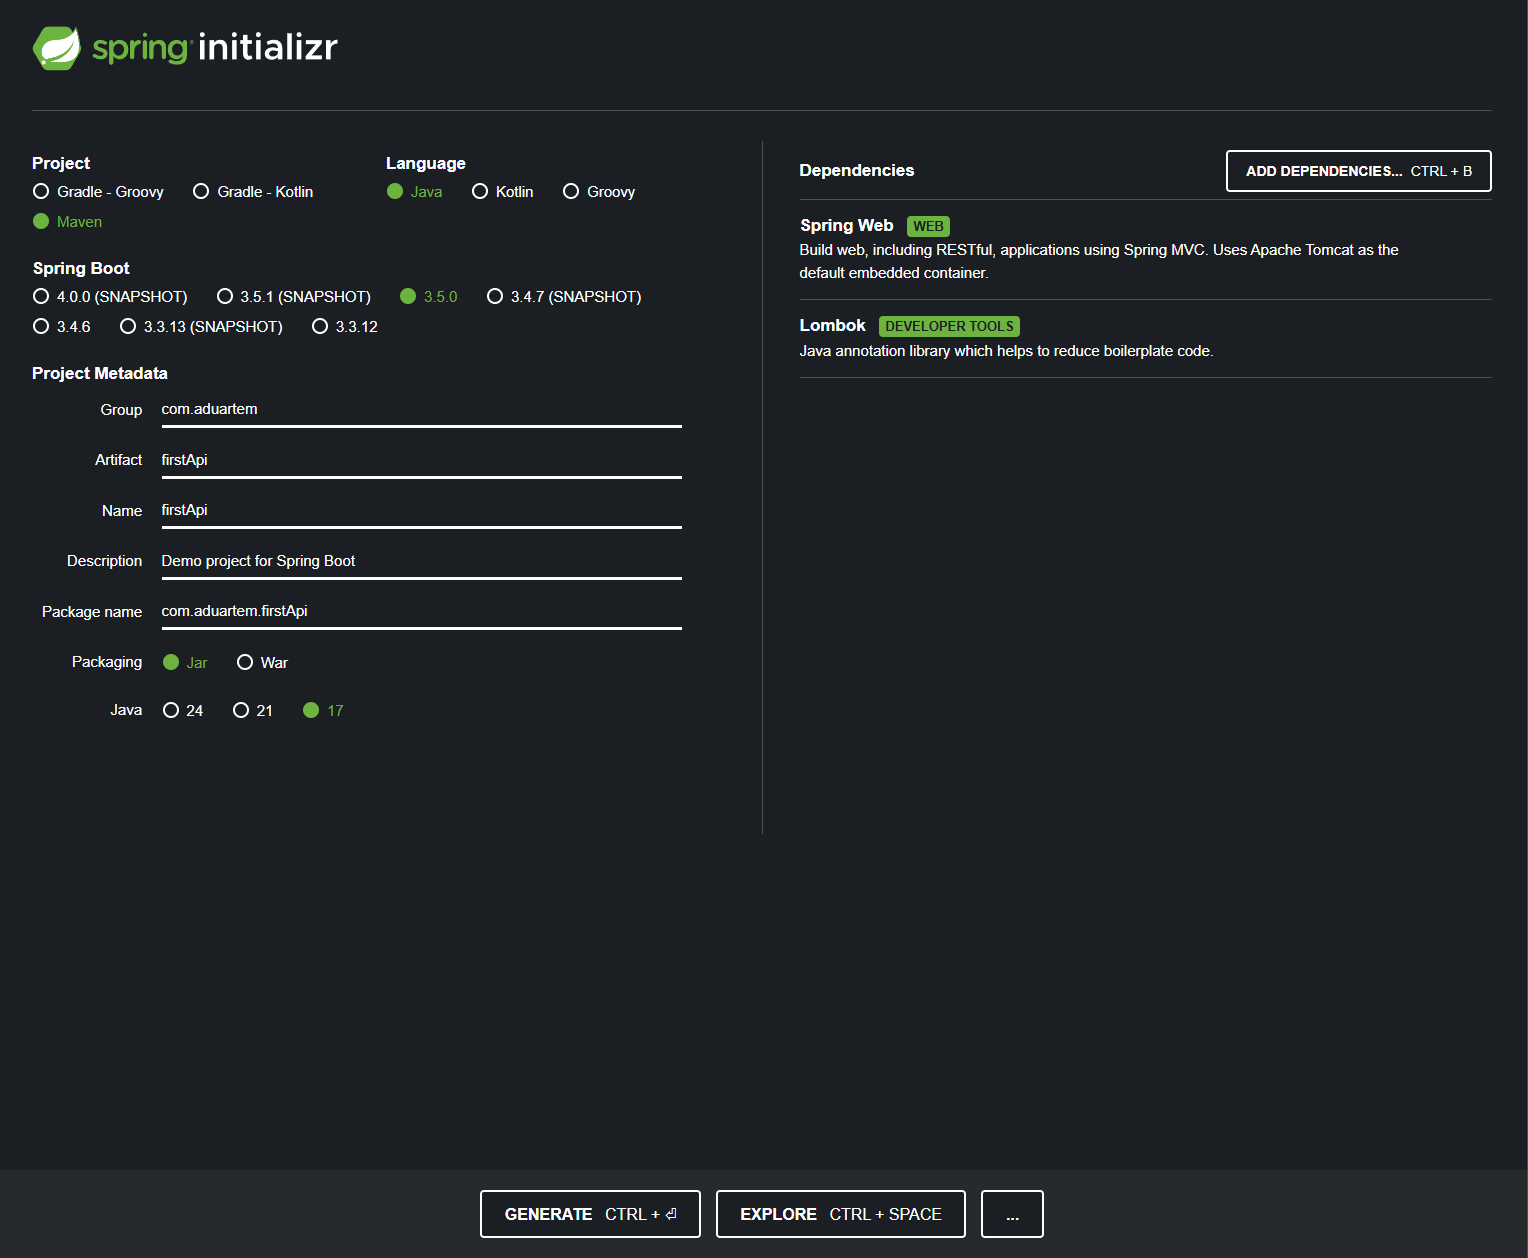 spring initializr
Project
Gradle - Groovy Gradle - Kotlin
Maven
Language
Java Kotlin Groovy
Spring Boot
4.0.0 (SNAPSHOT) 3.5.1 (SNAPSHOT) 3.5.0 3.4.7 (SNAPSHOT)
3.4.6 3.3.13 (SNAPSHOT) 3.3.12
Project Metadata
Group com.aduartem
Artifact firstApi
Name firstApi
Description Demo project for Spring Boot
Package name com.aduartem.firstApi
Packaging Jar War
Java 24 21 17
Dependencies ADD DEPENDENCIES... CTRL + B
Spring Web WEB
Build web, including RESTful, applications using Spring MVC. Uses Apache Tomcat as the
default embedded container.
Lombok DEVELOPER TOOLS
Java annotation library which helps to reduce boilerplate code.
GENERATE CTRL + ⏎ EXPLORE CTRL + SPACE ...